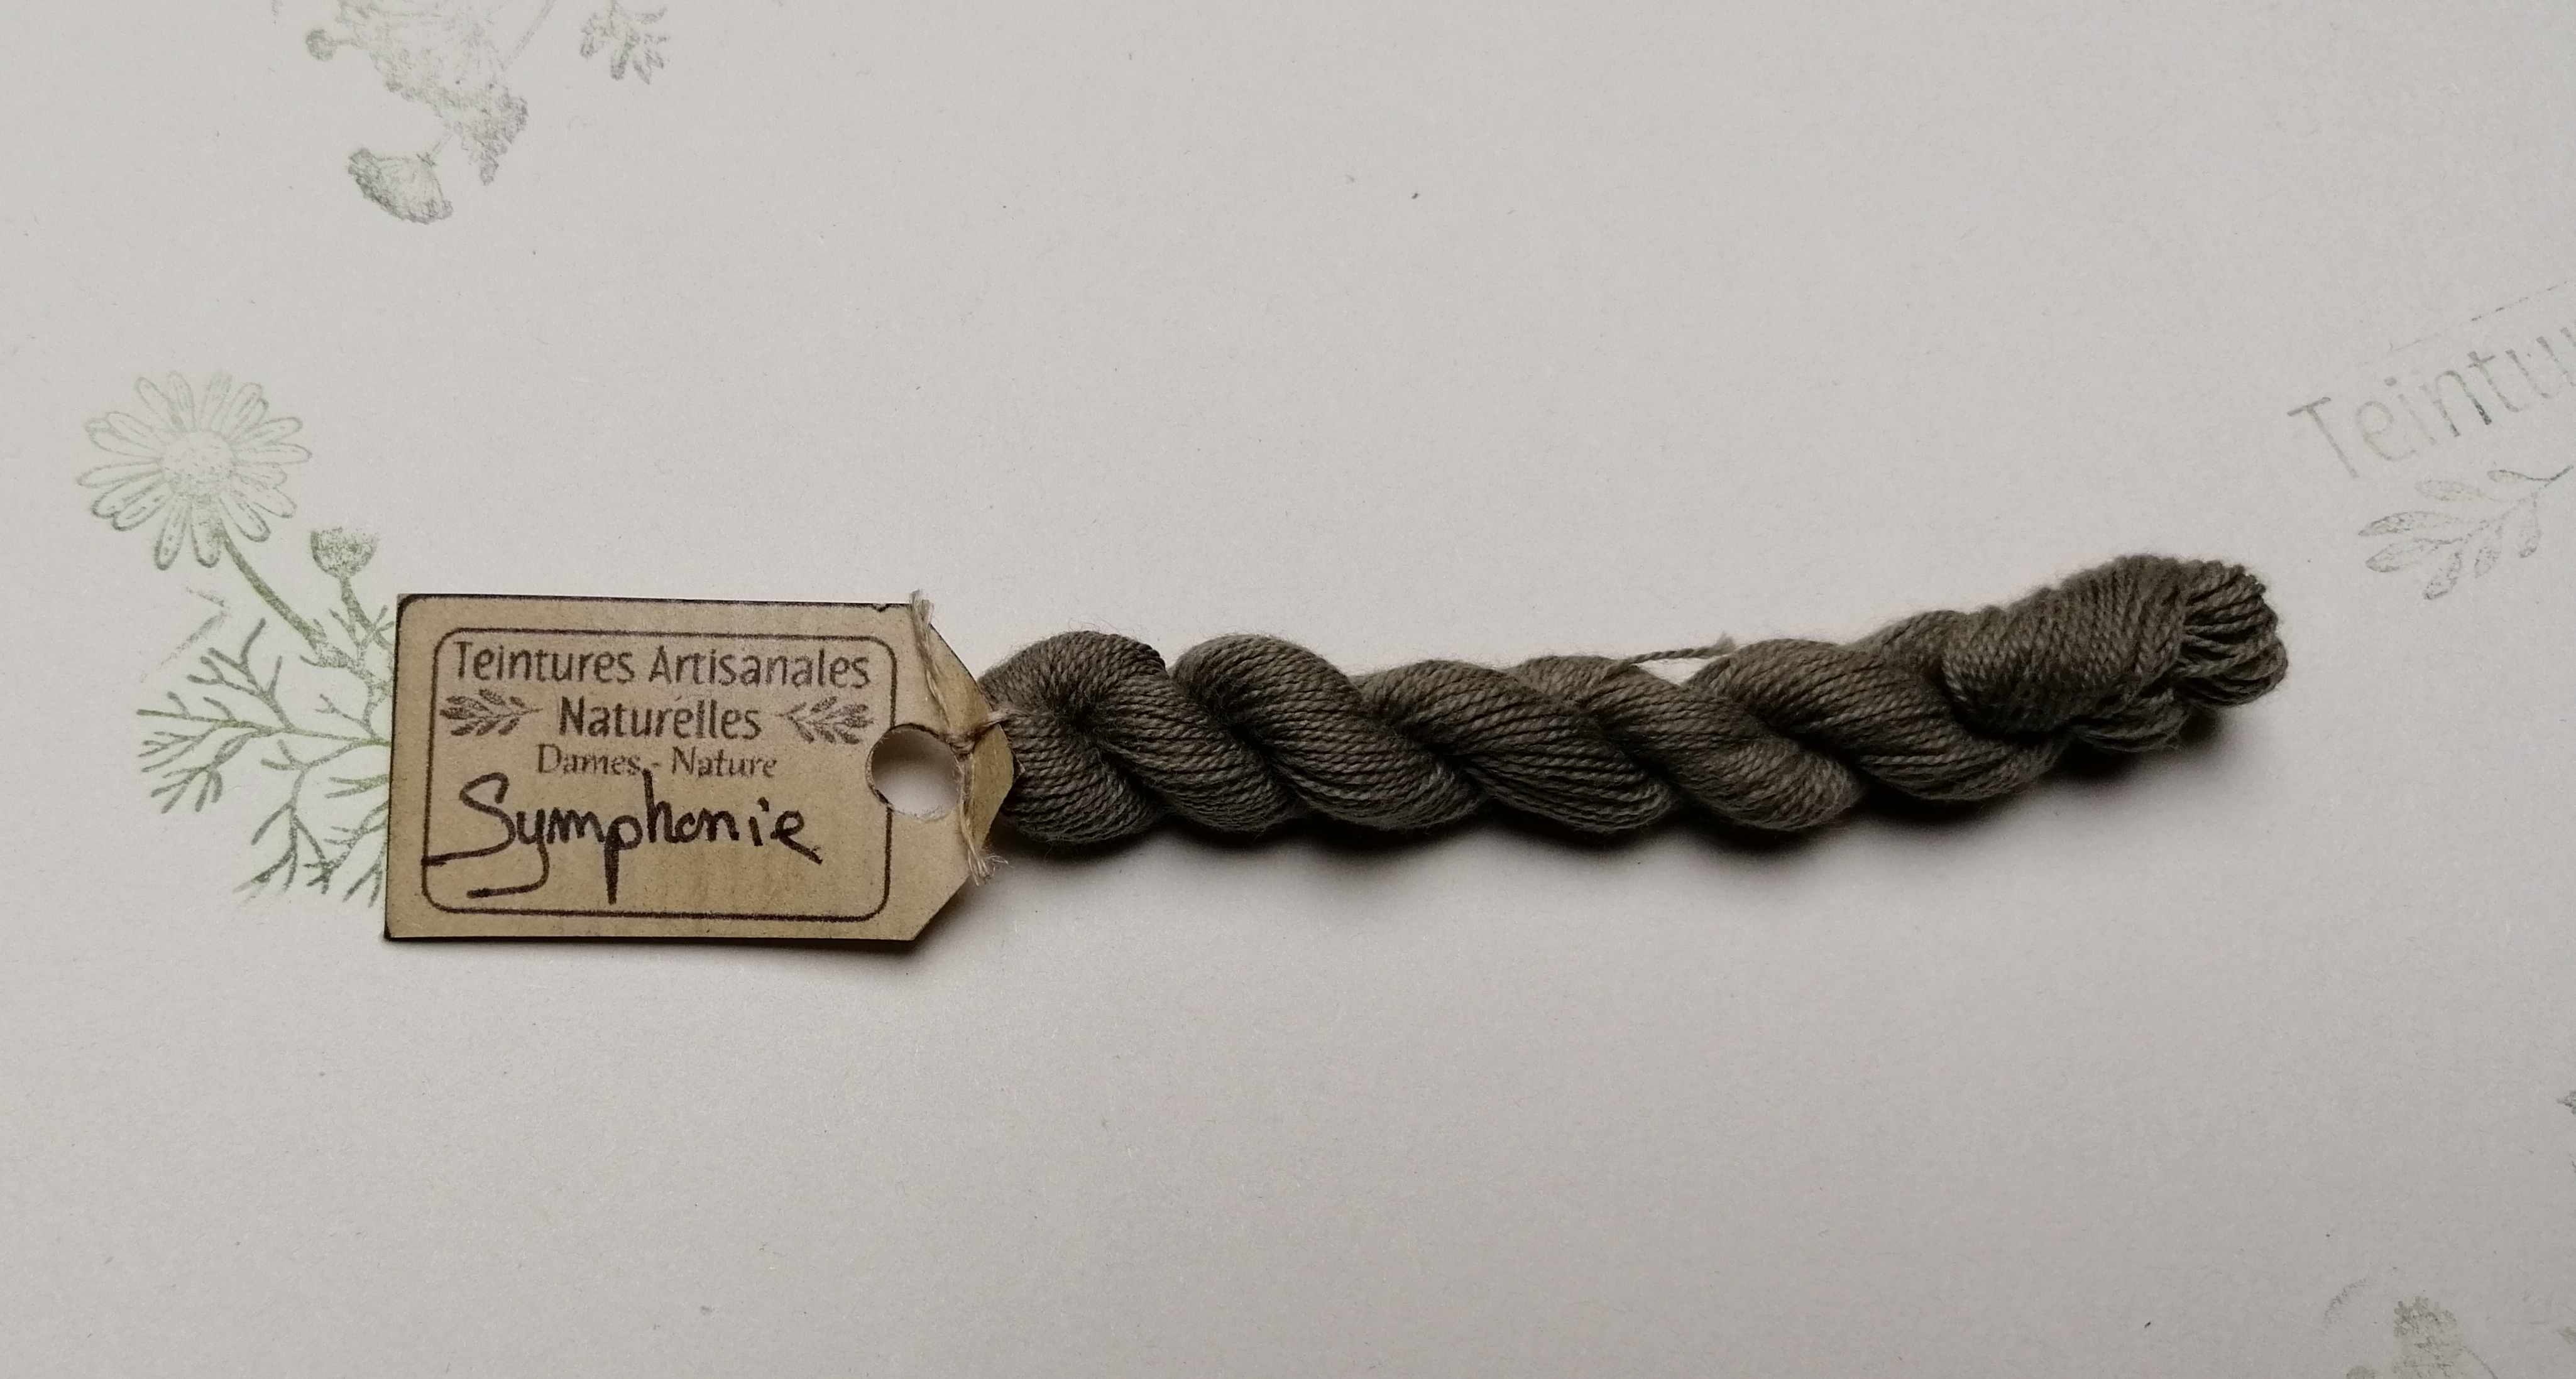 Teintures Artisanales
Naturelles
Dames - Nature
Symphonie
Teintu